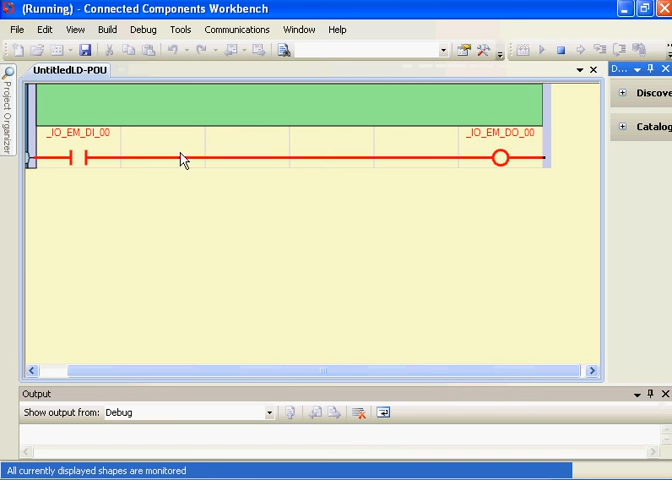 (Running) - Connected Components Workbench
File Edit View Build Debug Tools Communications Window Help
UntitledLD-POU
D...
Project Organizer
Discove
Catalog
_IO_EM_DI_00
_IO_EM_DO_00
Output
Show output from: Debug
All currently displayed shapes are monitored